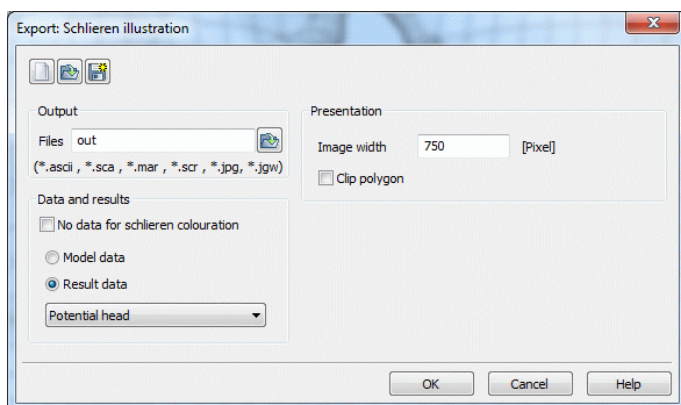 Export: Schlieren illustration
Output
Files out
(*.ascii , *.sca , *.mar , *.scr , *.jpg, *.jgw)
Data and results
No data for schlieren colouration
Model data
Result data
Potential head
Presentation
Image width 750 [Pixel]
Clip polygon
OK Cancel Help